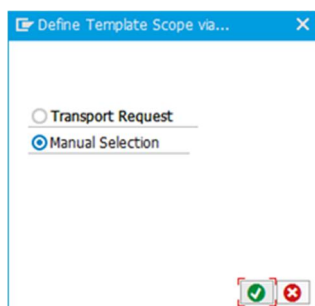 Define Template Scope via...
Transport Request
Manual Selection